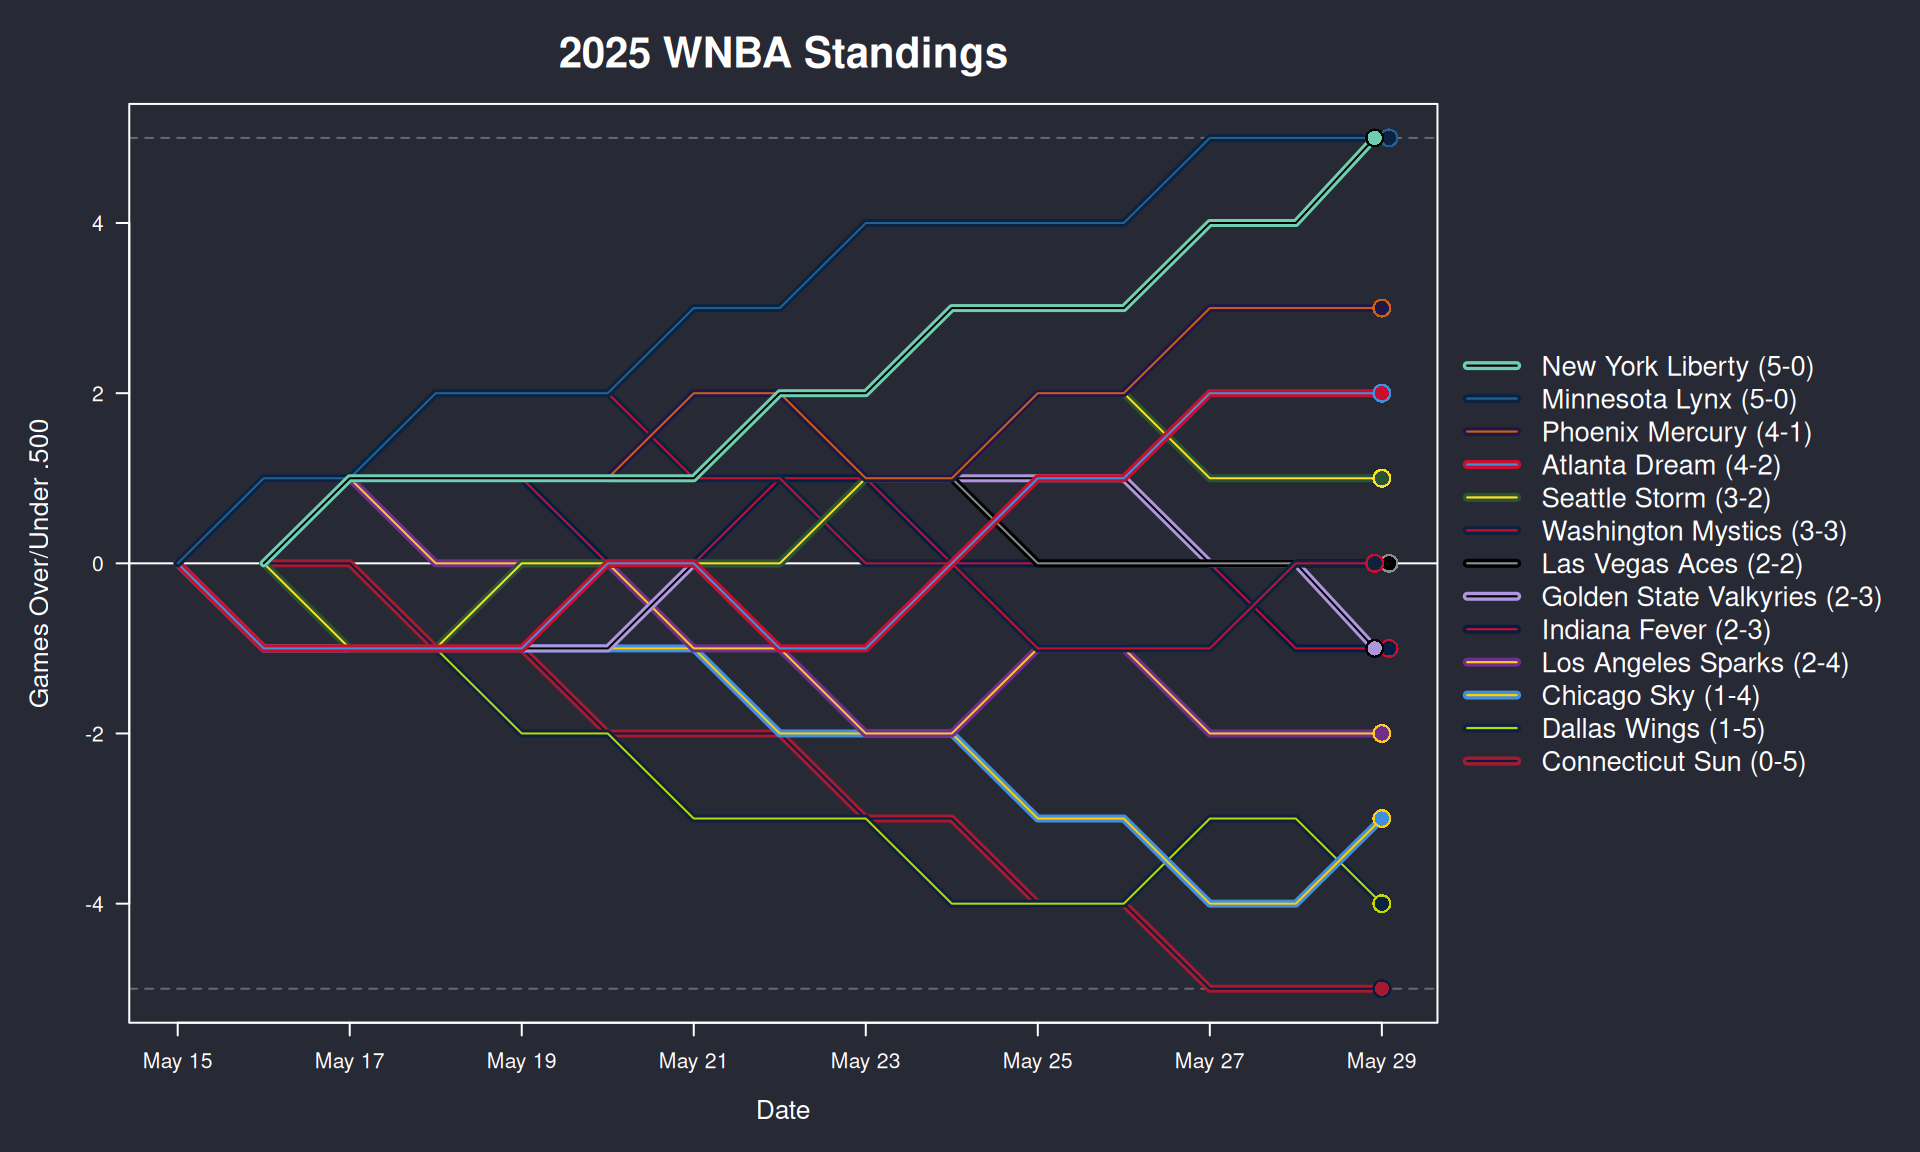 2025 WNBA Standings
Games Over/Under .500
4
2
0
-2
-4
May 15
May 17
May 19
May 21
May 23
May 25
May 27
May 29
Date
New York Liberty (5-0)
Minnesota Lynx (5-0)
Phoenix Mercury (4-1)
Atlanta Dream (4-2)
Seattle Storm (3-2)
Washington Mystics (3-3)
Las Vegas Aces (2-2)
Golden State Valkyries (2-3)
Indiana Fever (2-3)
Los Angeles Sparks (2-4)
Chicago Sky (1-4)
Dallas Wings (1-5)
Connecticut Sun (0-5)